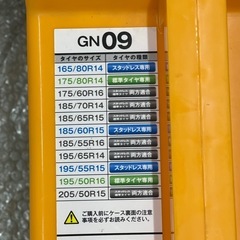 GN09
タイヤのサイズ タイヤの種類
165/80R14 スタッドレス専用
175/80R14 標準タイヤ専用
175/60R16 両方適合
185/70R14 両方適合
185/65R15 両方適合
185/60R15 スタッドレス専用
185/55R16 両方適合
195/65R14 両方適合
195/55R15 スタッドレス専用
195/50R16 標準タイヤ専用
205/50R15 両方適合
ご購入前にケース裏面の注意
事項を必ずお読みください。